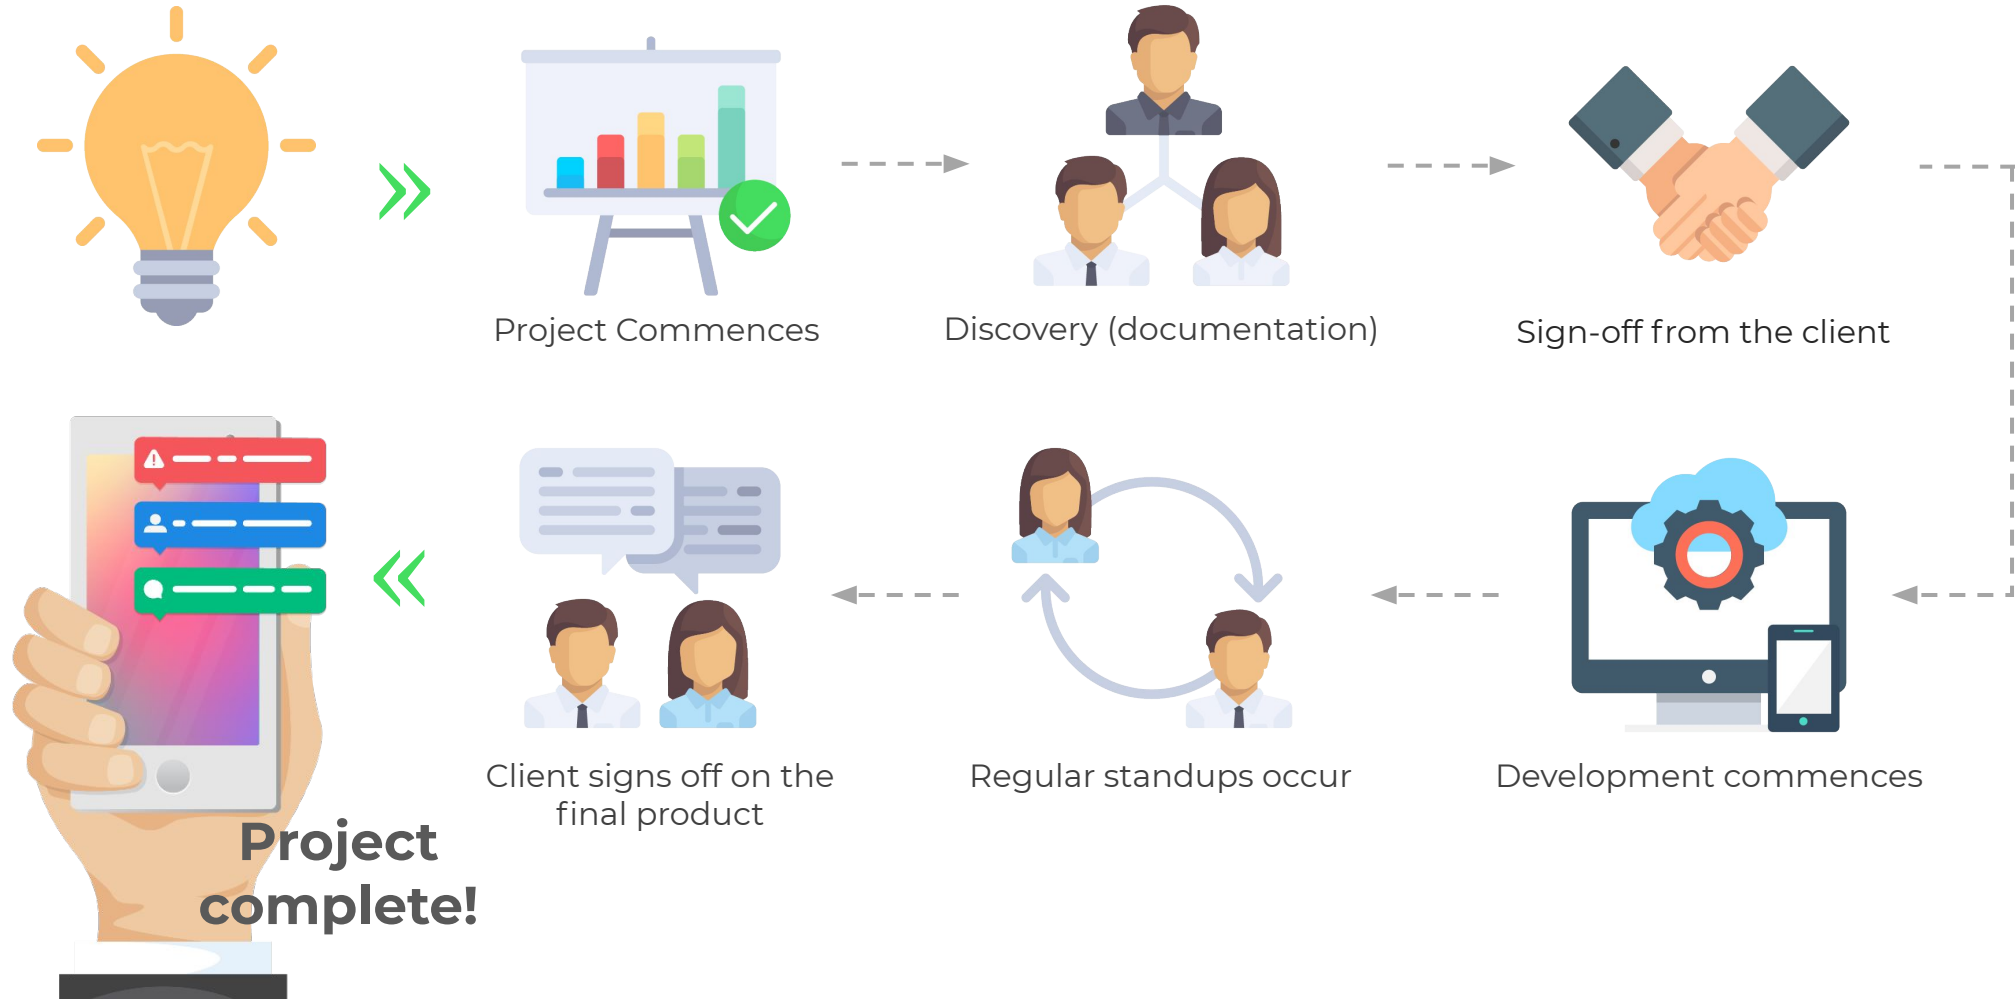 Project Commences
Discovery (documentation)
Sign-off from the client
Development commences
Regular standups occur
Client signs off on the
final product
Project
complete!